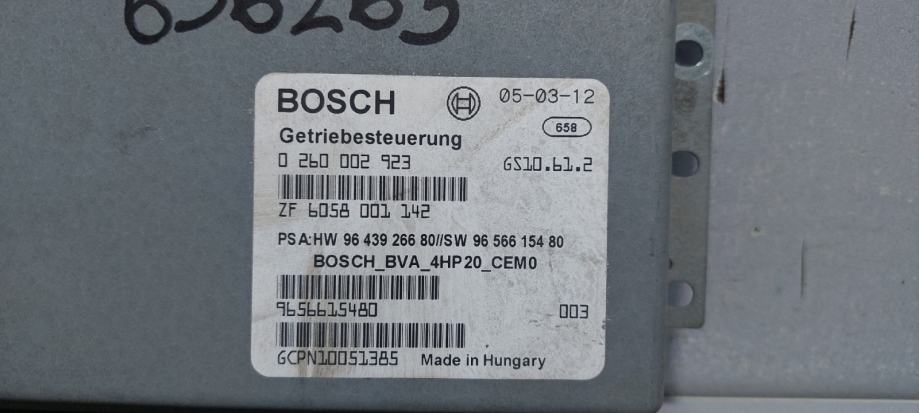 656263
BOSCH 05-03-12
658
Getriebesteuerung
0 260 002 923 GS10.61.2
ZF 6058 001 142
PSA:HW 96 439 266 80//SW 96 566 154 80
BOSCH_BVA_4HP20_CEM0
9656615480 003
GCPN10051385 Made in Hungary